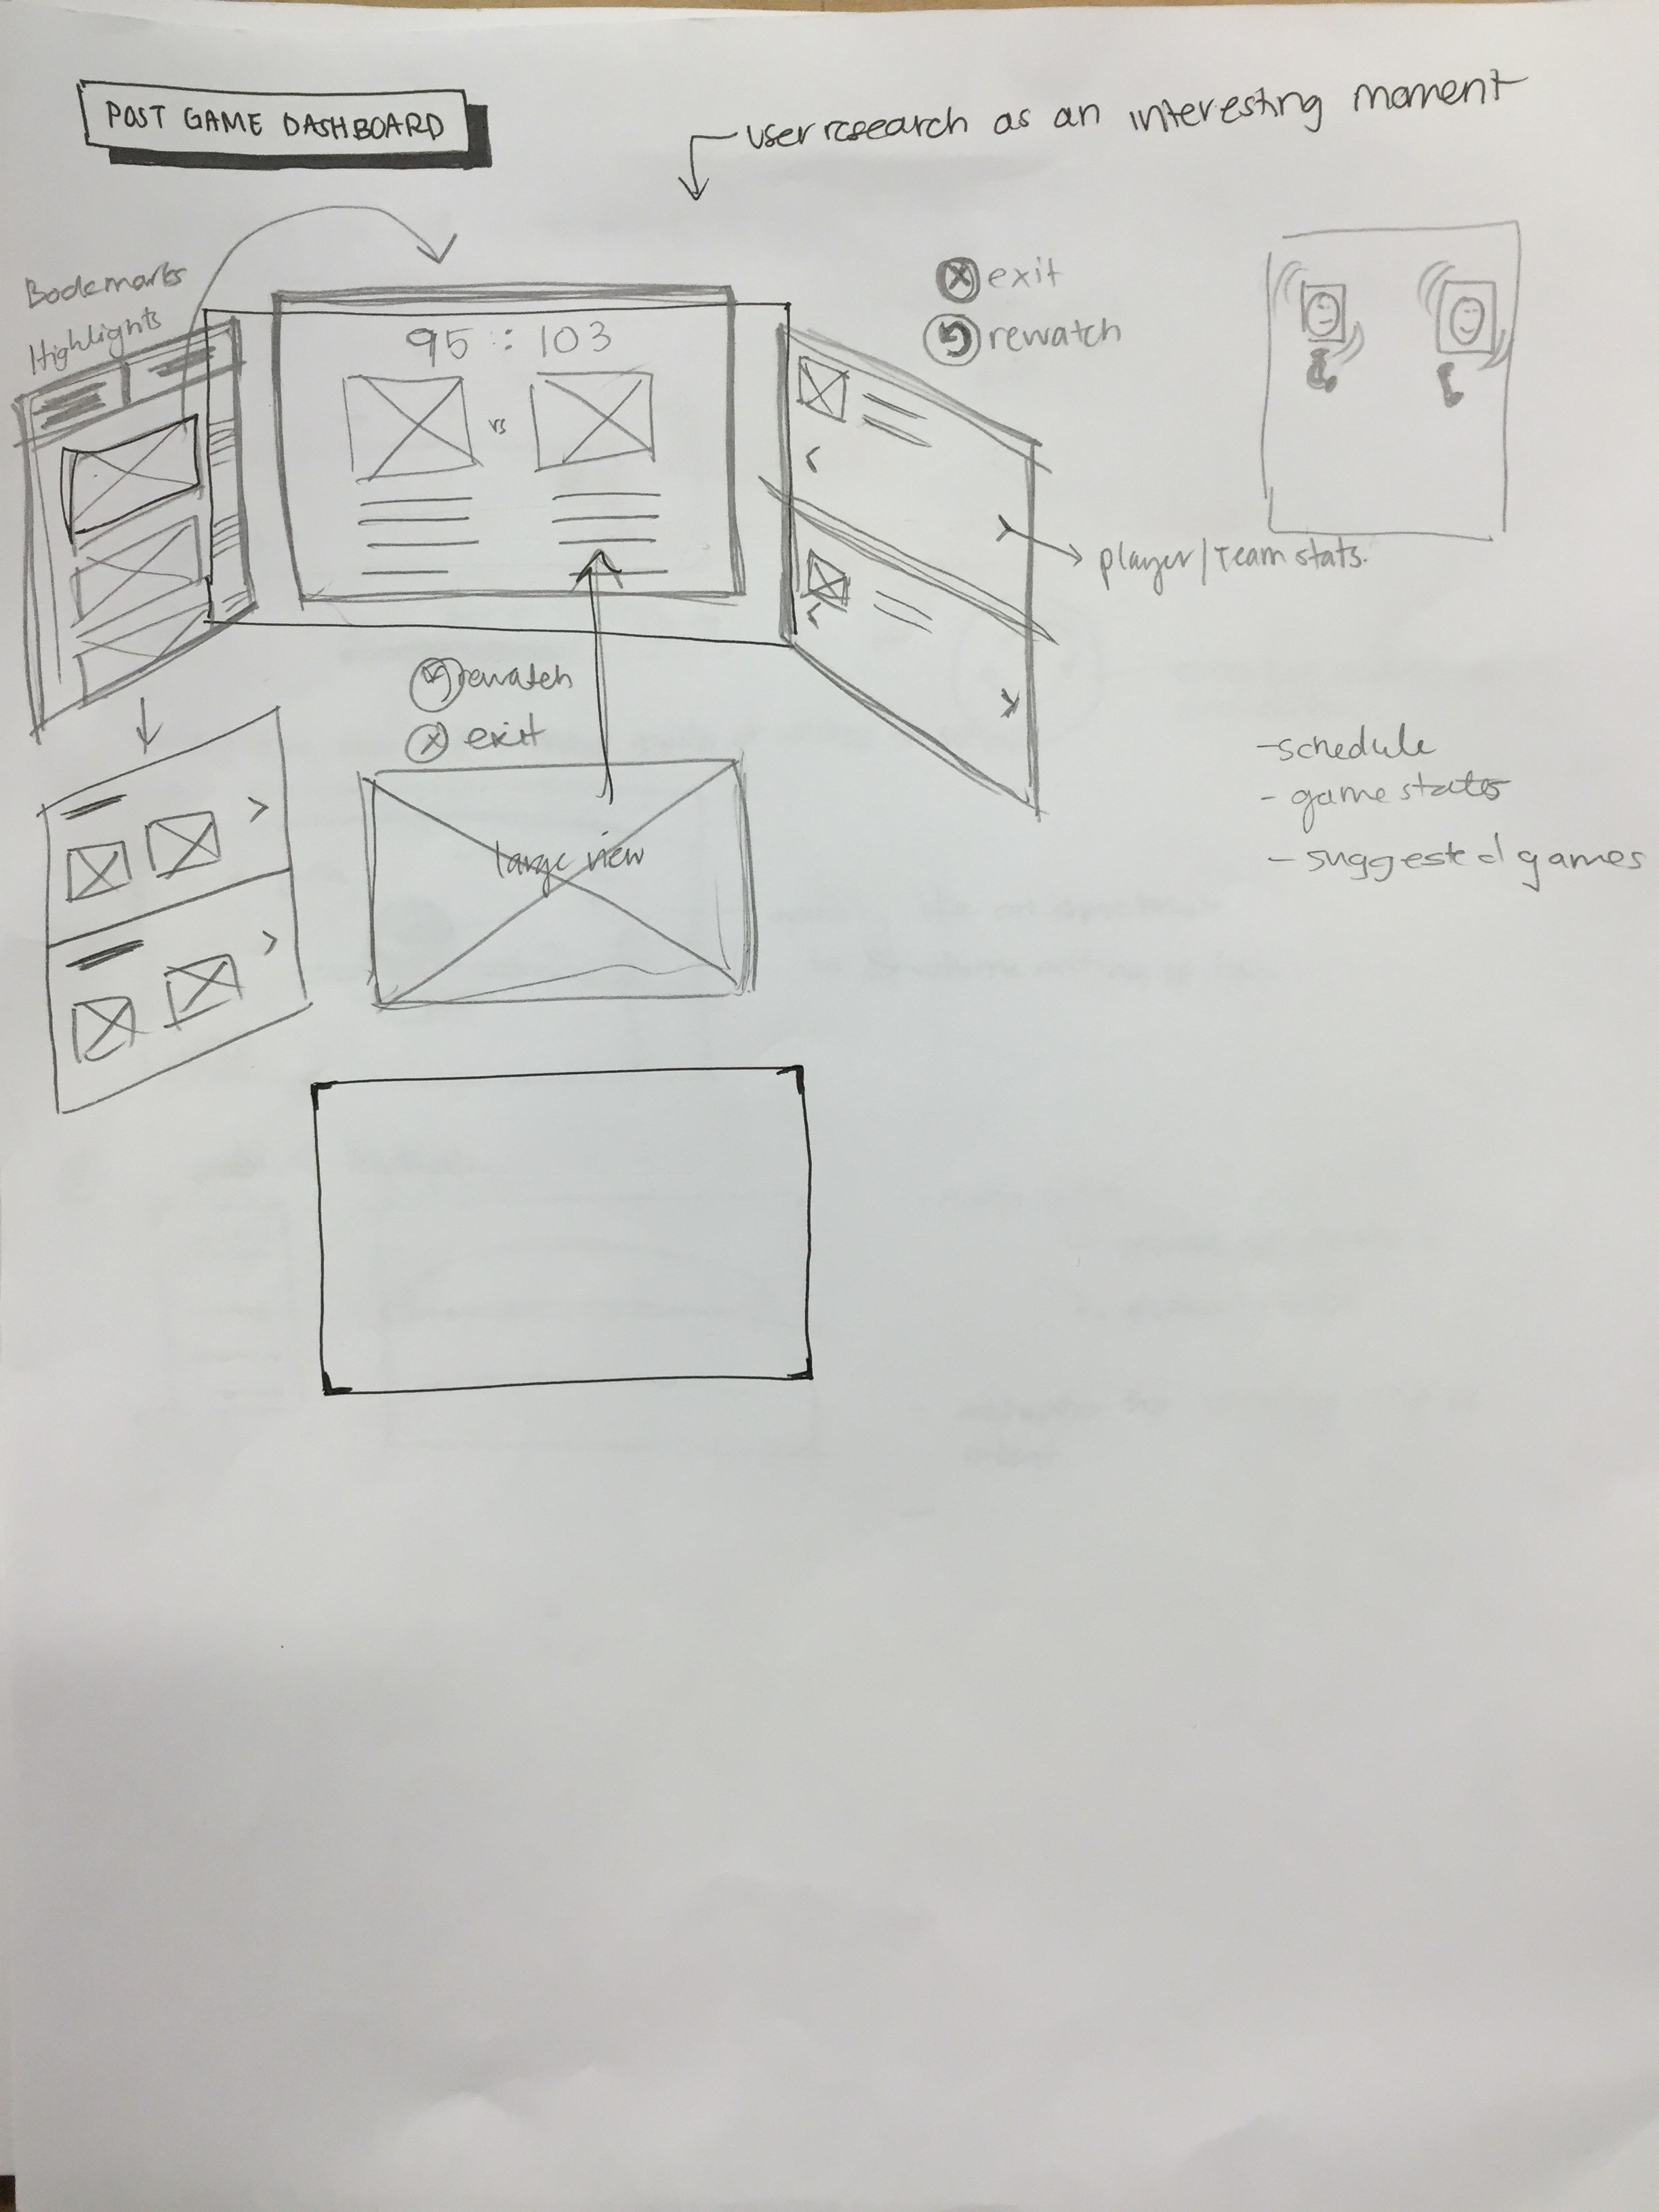 POST GAME DASHBOARD
user research as an interesting moment
Bookmarks
Highlights
exit
rewatch
95 : 103
vs
player/Team stats.
rewatch
exit
large view
-schedule
- game stats
- suggested games